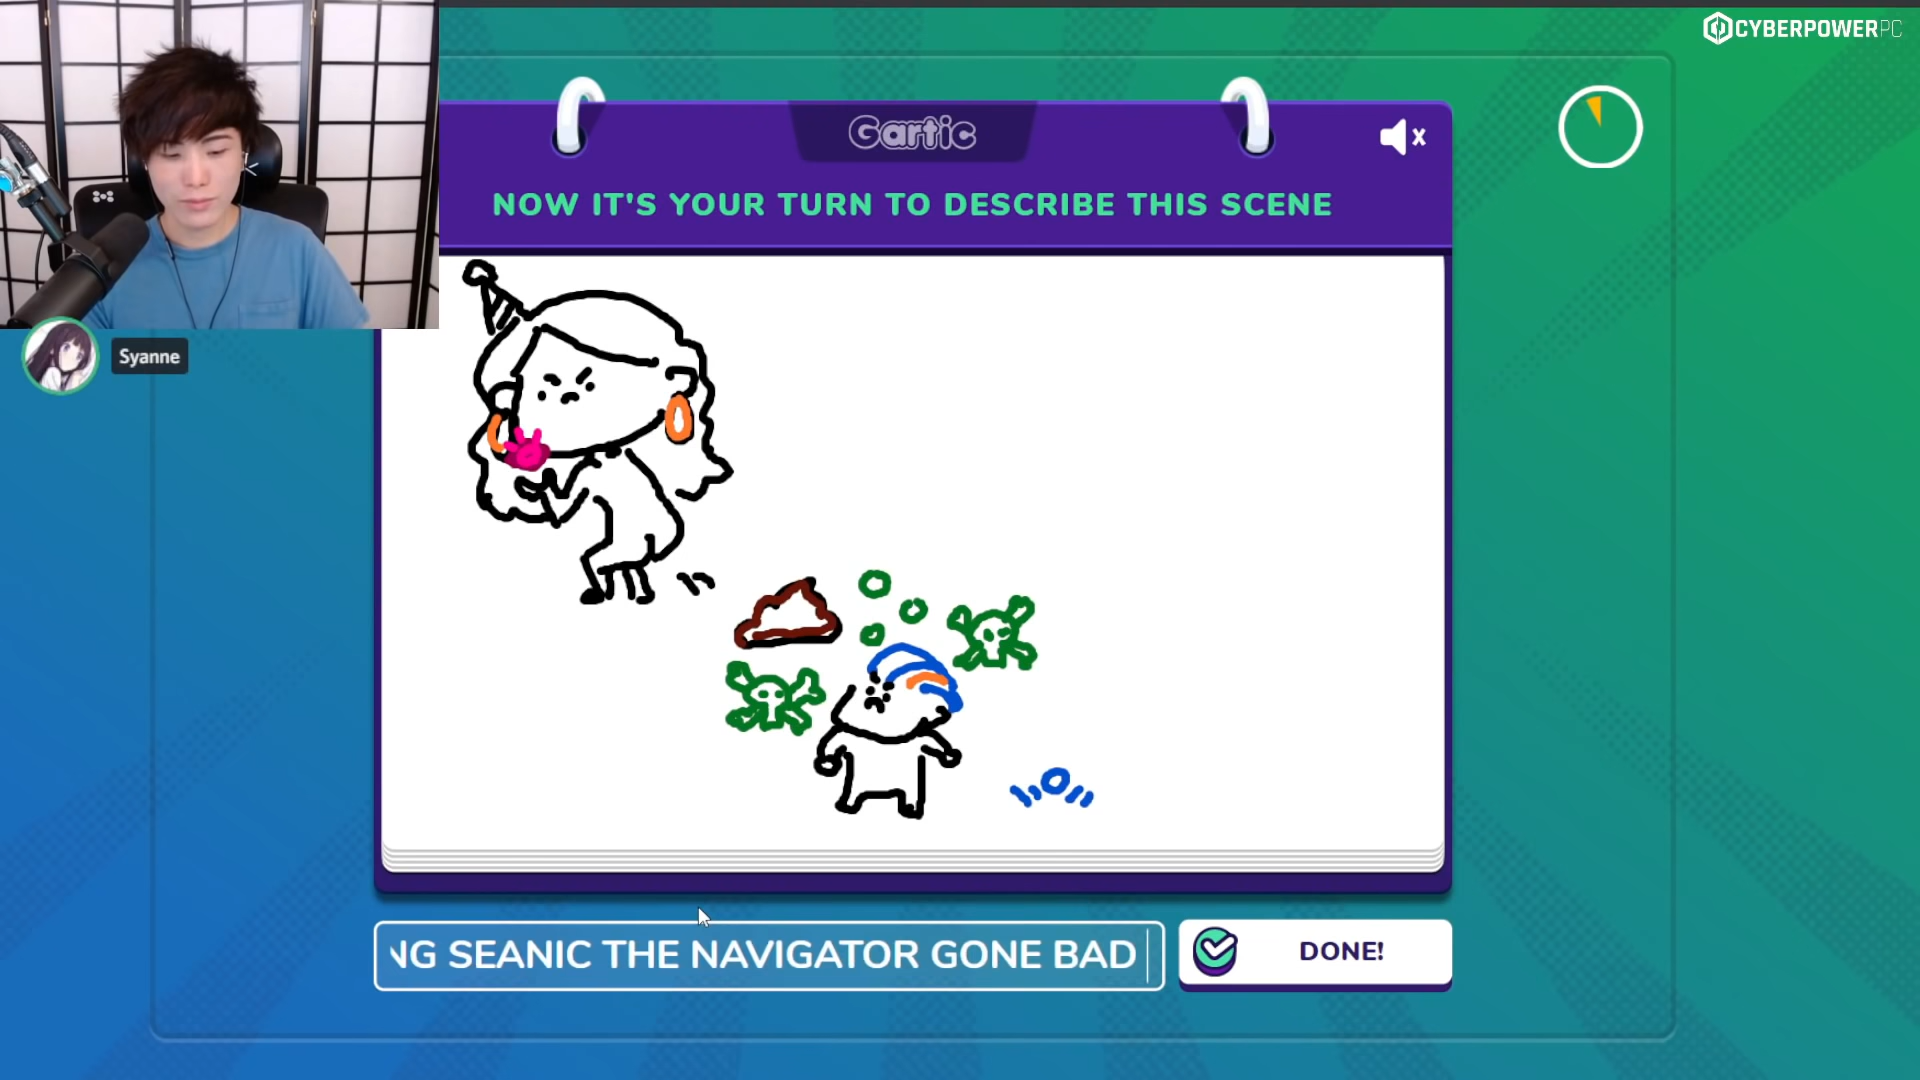 CYBERPOWERPC
Gartic
NOW IT'S YOUR TURN TO DESCRIBE THIS SCENE
Syanne
NG SEANIC THE NAVIGATOR GONE BAD
DONE!